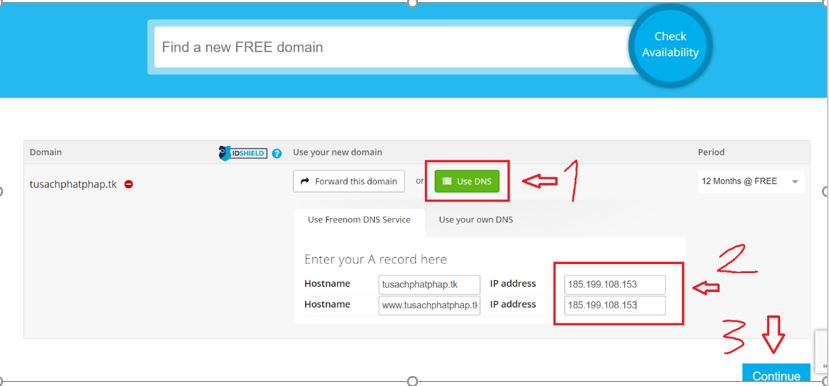 Find a new FREE domain
Check
Availability
Domain
IDSHIELD ?
Use your new domain
Period
tusachphatphap.tk
Forward this domain
or
Use DNS
1
12 Months @ FREE
Use Freenom DNS Service
Use your own DNS
Enter your A record here
Hostname
tusachphatphap.tk
IP address
185.199.108.153
2
Hostname
www.tusachphatphap.tk
IP address
185.199.108.153
3
Continue